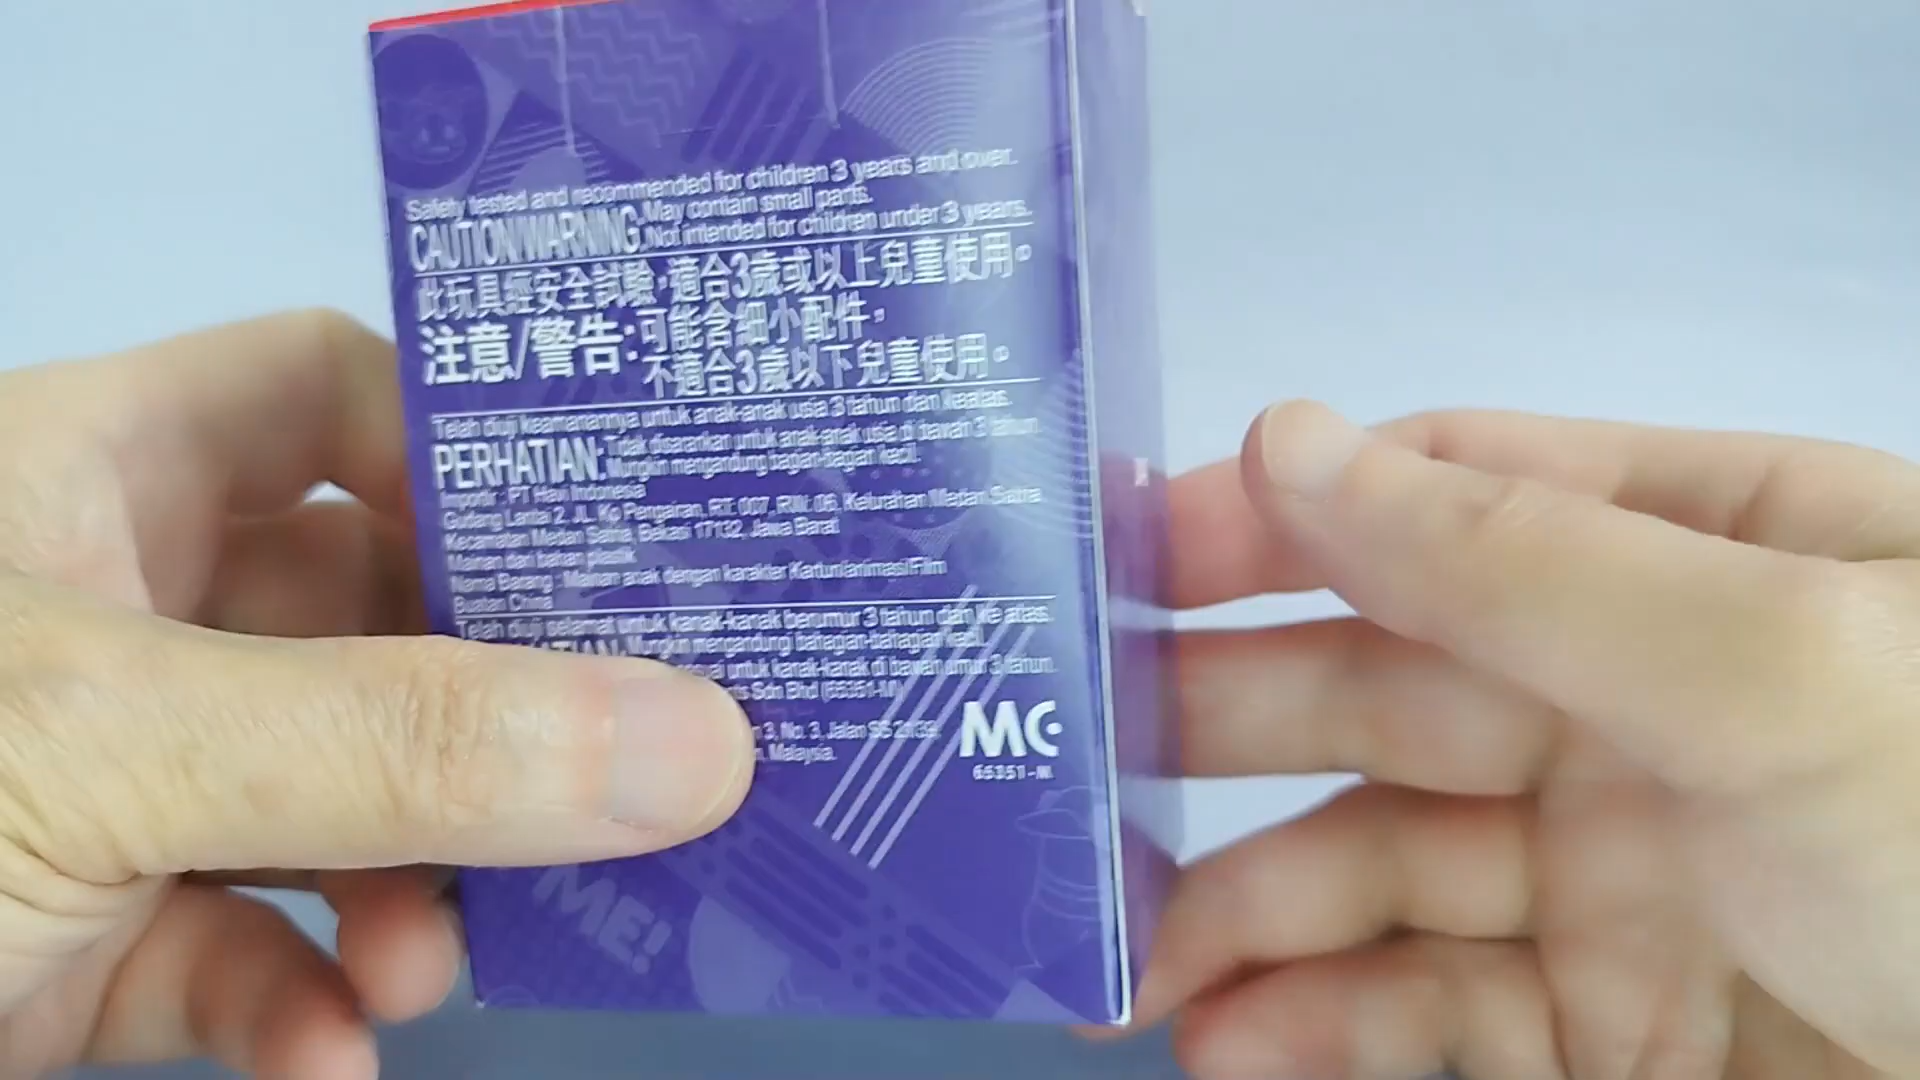 Safety tested and recommended for children 3 years and over.
CAUTION/WARNING: May contain small parts.
Not intended for children under 3 years.
此玩具經安全試驗，適合3歲或以上兒童使用。
注意/警告：可能含細小配件。
不適合3歲以下兒童使用。
Telah diuji keamanannya untuk anak-anak usia 3 tahun dan keatas.
PERHATIAN: Tidak disarankan untuk anak-anak usia di bawah 3 tahun.
Mungkin mengandung bagian-bagian kecil.
Importir : PT Havi Indonesia
Gudang Lantai 2, JL. Kp Pengairan, RT. 007, RW. 06, Kelurahan Medan Satria
Kecamatan Medan Satria, Bekasi 17132, Jawa Barat
Mainan dari bahan plastik
Nama Barang : Mainan anak dengan karakter Kartun/animasi/Film
Buatan China
Telah diuji selamat untuk kanak-kanak berumur 3 tahun dan ke atas.
Mungkin mengandung bahagian-bahagian kecil.
untuk kanak-kanak di bawah umur 3 tahun.
Sdn Bhd (65351-M)
3, No. 3, Jalan SS 21/39,
Malaysia.
MC
65351-M
ME!